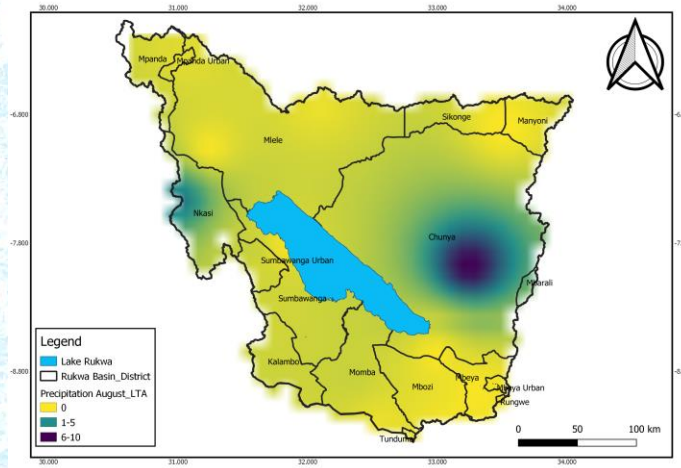 30.000 31.000 32.000 33.000 34.000
Mpanda
Mpanda Urban
-6.800
Sikonge
Manyoni
Mlele
Nkasi
Chunya
-7.800
Sumbawanga Urban
Mbarali
Sumbawanga
Legend
Lake Rukwa
Rukwa Basin_District
Precipitation August_LTA
0
1-5
6-10
Kalambo
Momba
Mbozi
Mbeya
Mbeya Urban
Rungwe
-8.800
Tunduma
0 50 100 km
30.000 31.000 32.000 33.000 34.000